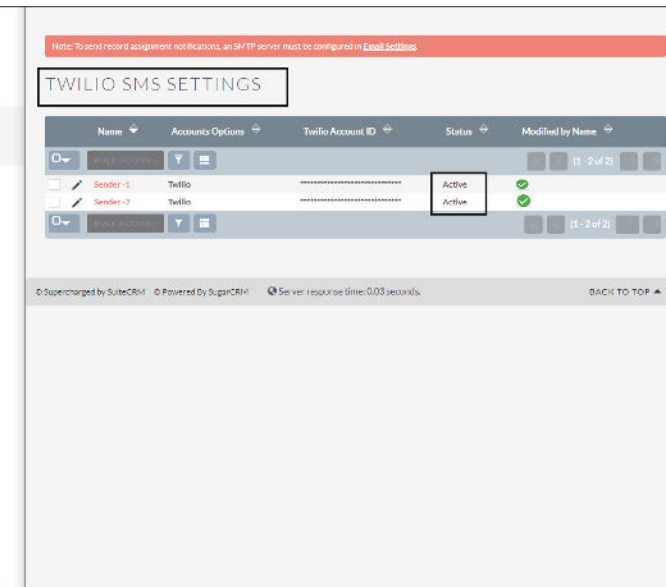 Note: To send record assignment notifications, an SMTP server must be configured in Email Settings.
TWILIO SMS SETTINGS
Name Accounts Options Twilio Account ID Status Modified by Name
BULK ACTION (1 - 2 of 2)
Sender -1 Twilio **************************** Active
Sender -2 Twilio **************************** Active
BULK ACTION (1 - 2 of 2)
© Supercharged by SuiteCRM © Powered By SugarCRM Server response time: 0.03 seconds. BACK TO TOP